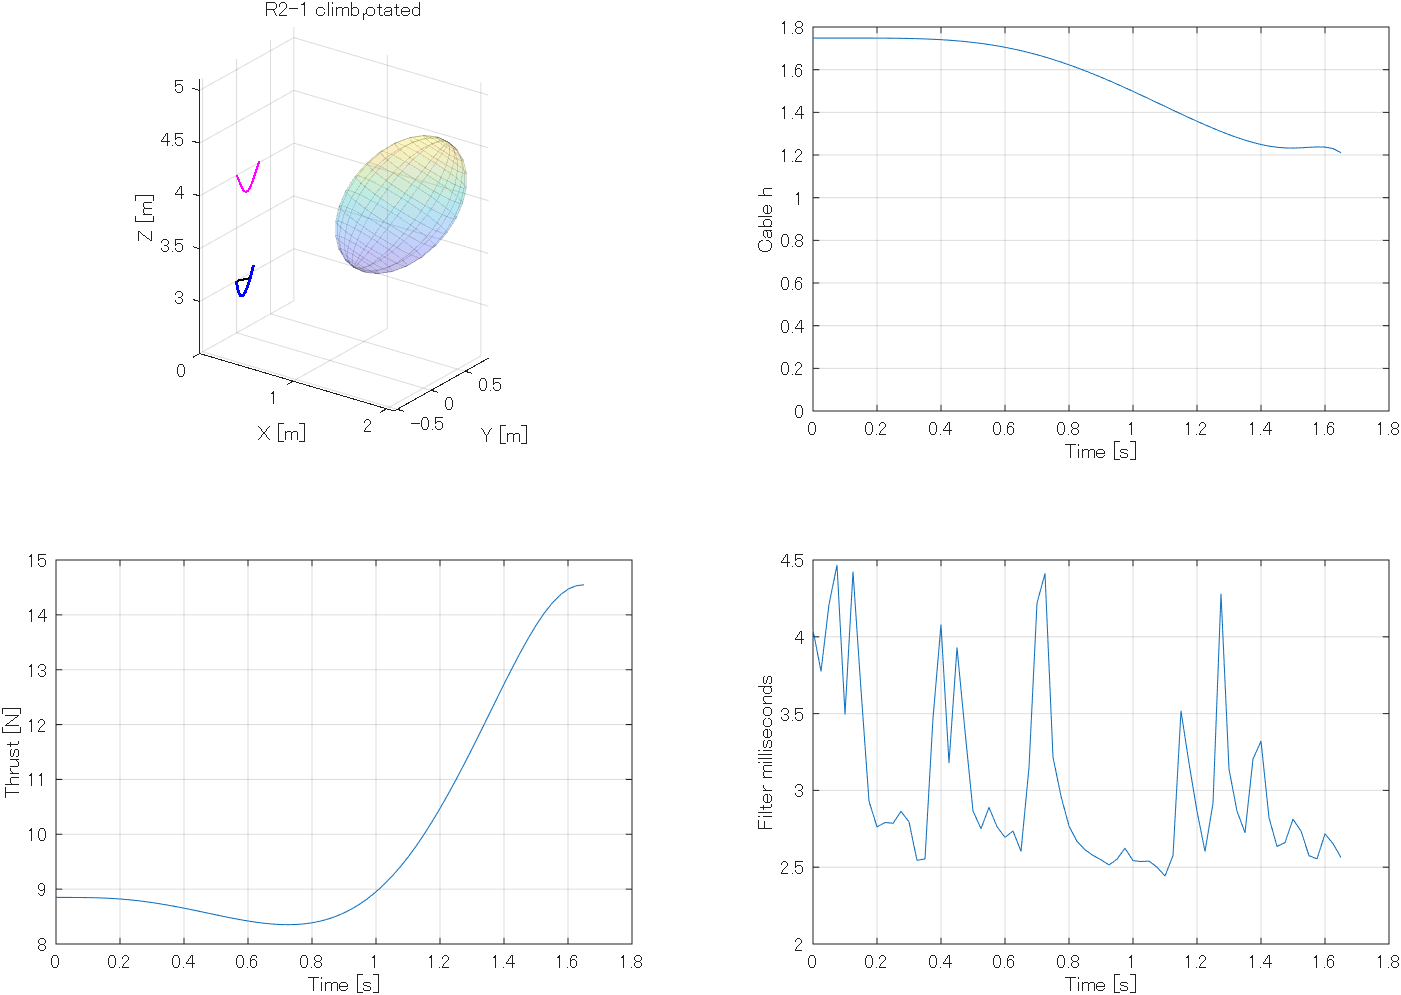 R2-1 climbrotated
5
4.5
4
3.5
3
Z [m]
0
1
2
X [m]
-0.5
0
0.5
Y [m]
1.8
1.6
1.4
1.2
1
0.8
0.6
0.4
0.2
0
Cable h
0 0.2 0.4 0.6 0.8 1 1.2 1.4 1.6 1.8
Time [s]
15
14
13
12
11
10
9
8
Thrust [N]
0 0.2 0.4 0.6 0.8 1 1.2 1.4 1.6 1.8
Time [s]
4.5
4
3.5
3
2.5
2
Filter milliseconds
0 0.2 0.4 0.6 0.8 1 1.2 1.4 1.6 1.8
Time [s]